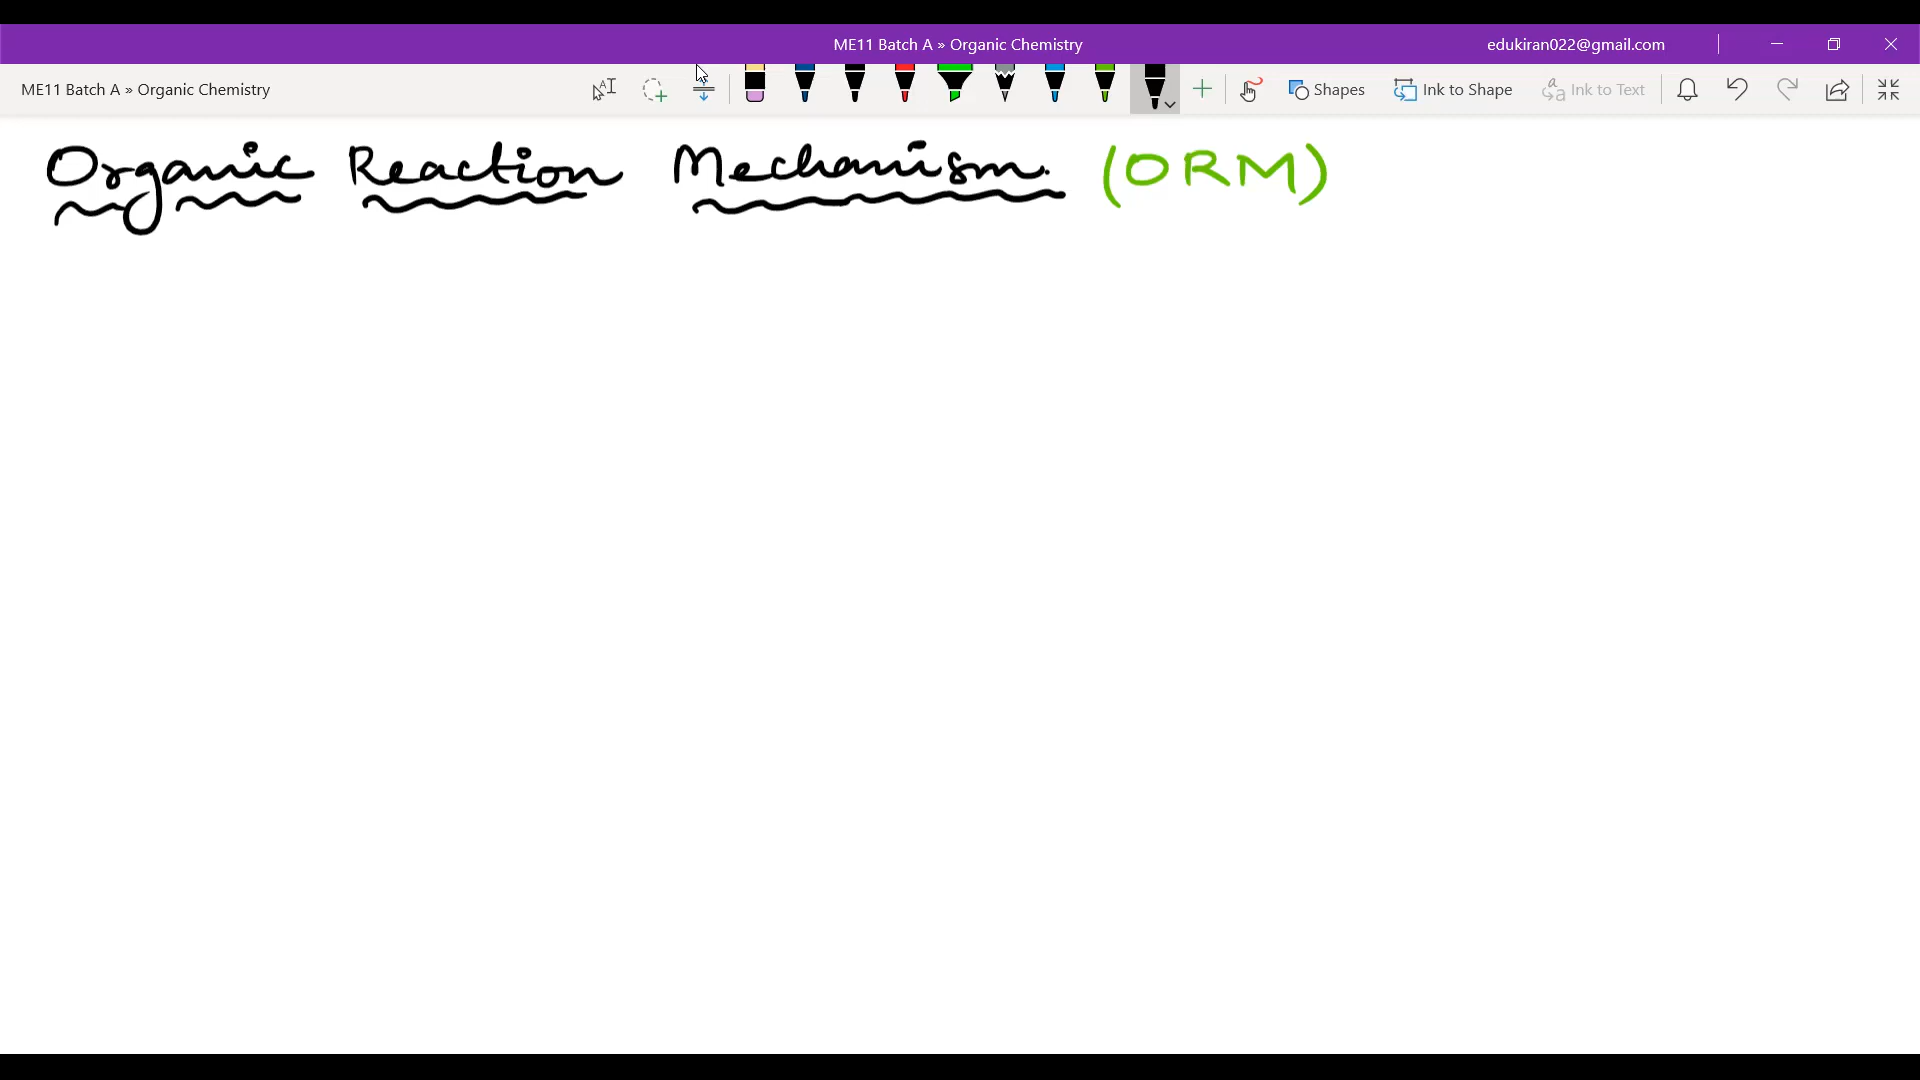 ME11 Batch A » Organic Chemistry
edukiran022@gmail.com
ME11 Batch A » Organic Chemistry
Shapes
Ink to Shape
Ink to Text
Organic Reaction Mechanism. (ORM)